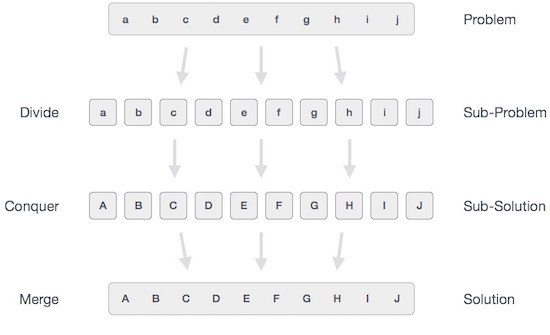 a b c d e f g h i j Problem
Divide a b c d e f g h i j Sub-Problem
Conquer A B C D E F G H I J Sub-Solution
Merge A B C D E F G H I J Solution